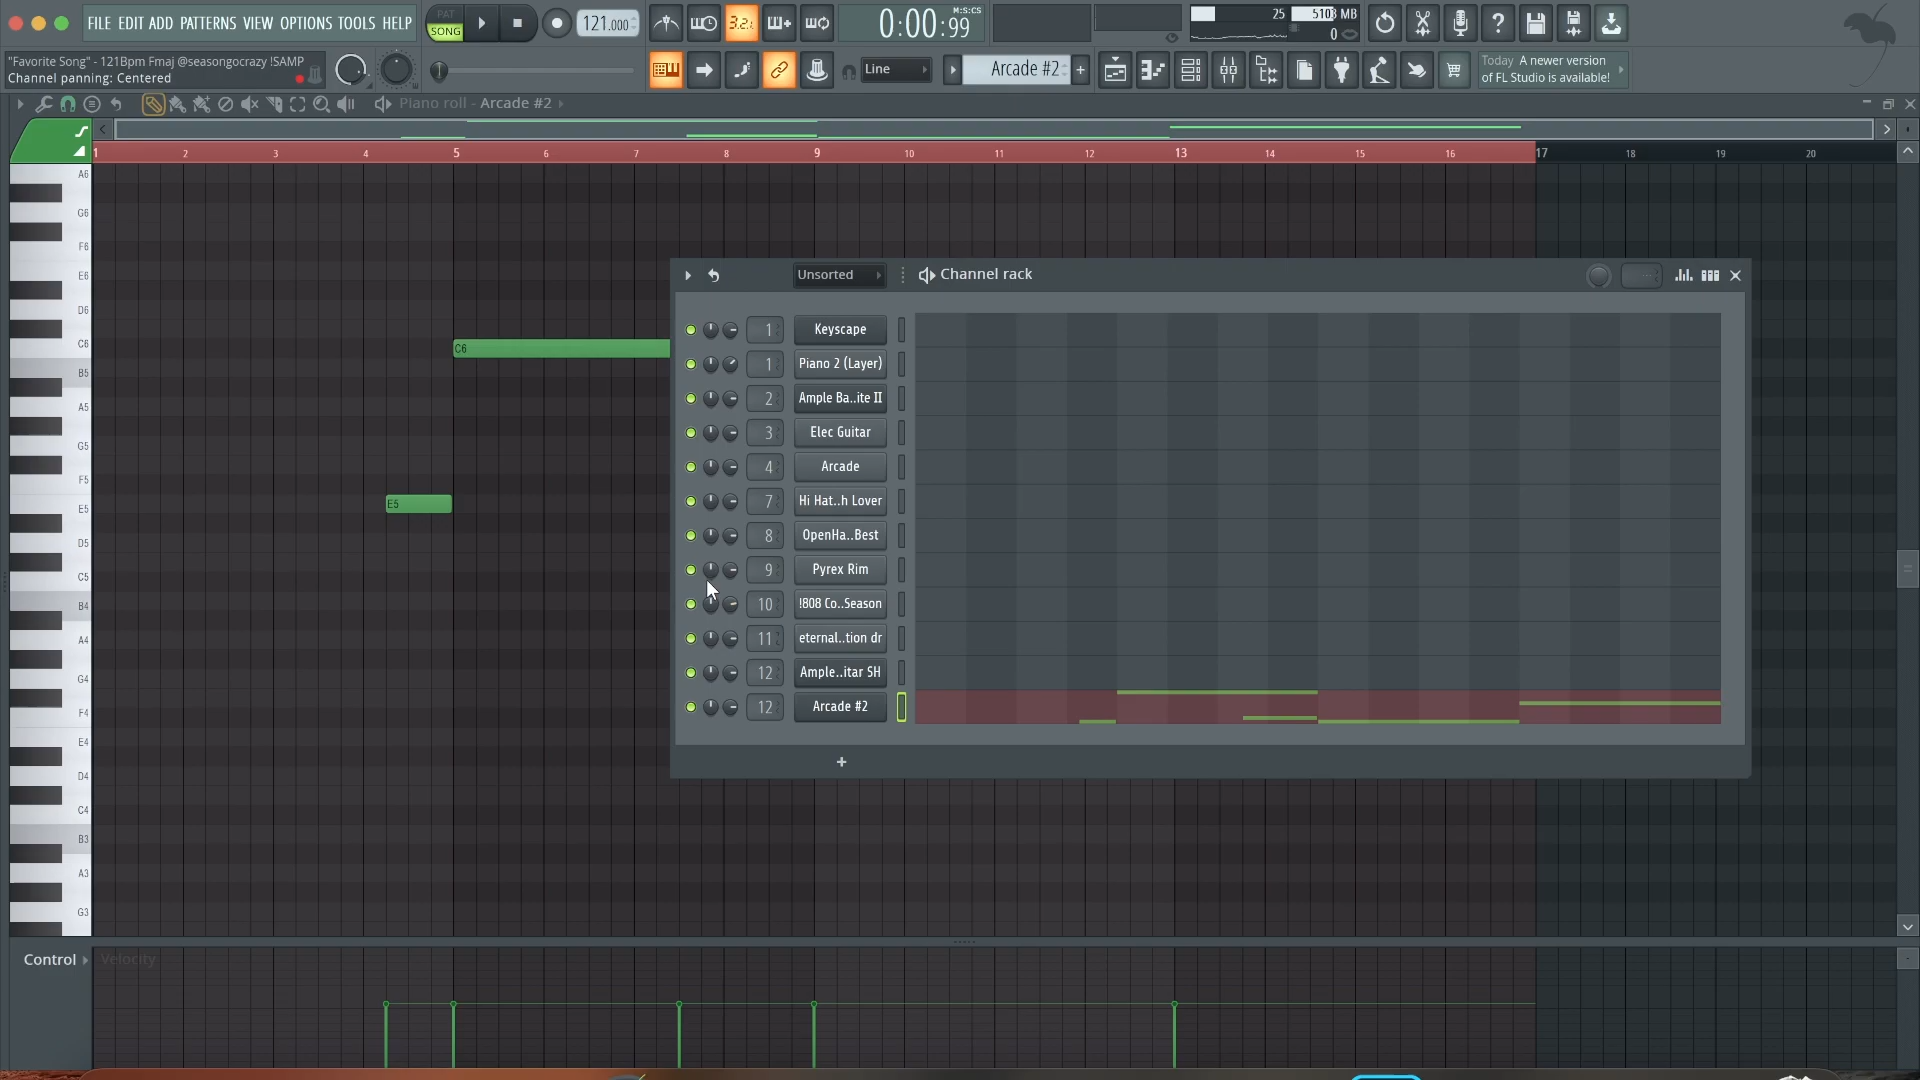 FILE EDIT ADD PATTERNS VIEW OPTIONS TOOLS HELP
PAT
SONG
121.000
3.2.
0:00:99
M:S:CS
25
5103 MB
0
"Favorite Song" - 121Bpm Fmaj @seasongocrazy !SAMP
Channel panning: Centered
Line
Arcade #2
+
Today A newer version
of FL Studio is available!
Piano roll - Arcade #2
1 2 3 4 5 6 7 8 9 10 11 12 13 14 15 16 17 18 19 20
A6
G6
F6
E6
D6
C6
B5
A5
G5
F5
E5
D5
C5
B4
A4
G4
F4
E4
D4
C4
B3
A3
G3
C6
E5
Unsorted
Channel rack
1 Keyscape
1 Piano 2 (Layer)
2 Ample Ba..ite II
3 Elec Guitar
4 Arcade
7 Hi Hat..h Lover
8 OpenHa..Best
9 Pyrex Rim
10 !808 Co..Season
11 eternal..tion dr
12 Ample..itar SH
12 Arcade #2
+
Control Velocity